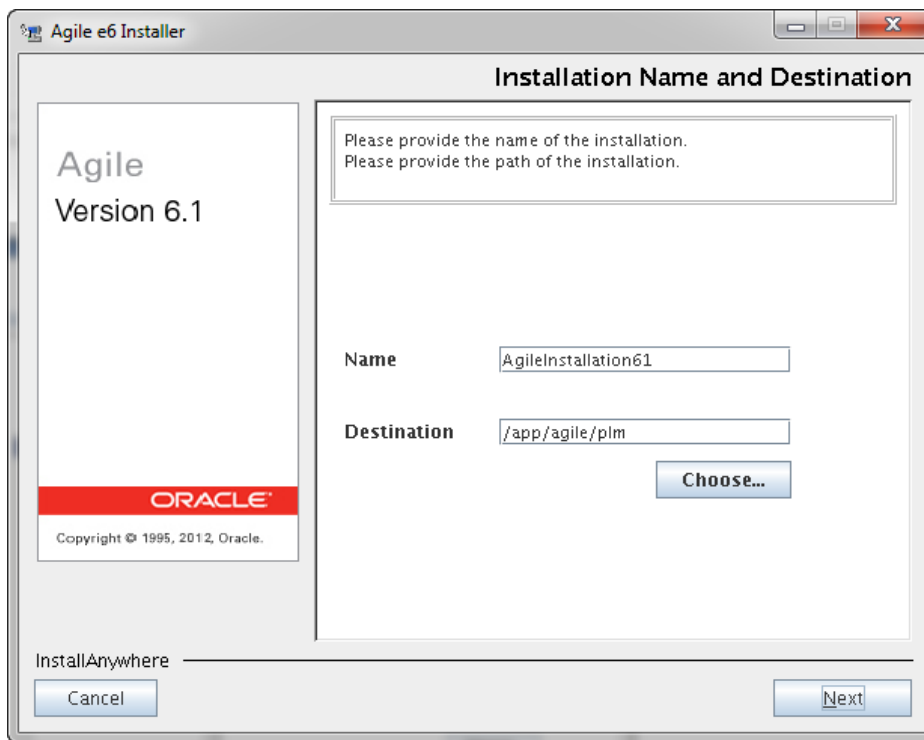 Agile e6 Installer
Installation Name and Destination
Agile
Version 6.1
ORACLE
Copyright © 1995, 2012, Oracle.
Please provide the name of the installation.
Please provide the path of the installation.
Name
AgileInstallation61
Destination
/app/agile/plm
Choose...
InstallAnywhere
Cancel
Next